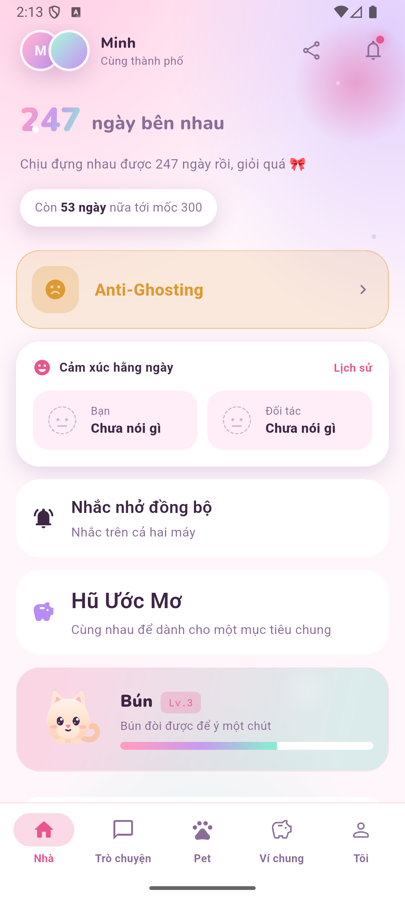 2:13
A
M
Minh
Cùng thành phố
247 ngày bên nhau
Chịu đựng nhau được 247 ngày rồi, giỏi quá 🎀
Còn 53 ngày nữa tới mốc 300
Anti-Ghosting
Cảm xúc hằng ngày
Lịch sử
Bạn
Chưa nói gì
Đối tác
Chưa nói gì
Nhắc nhở đồng bộ
Nhắc trên cả hai máy
Hũ Ước Mơ
Cùng nhau để dành cho một mục tiêu chung
Bún Lv.3
Bún đòi được để ý một chút
Nhà
Trò chuyện
Pet
Ví chung
Tôi